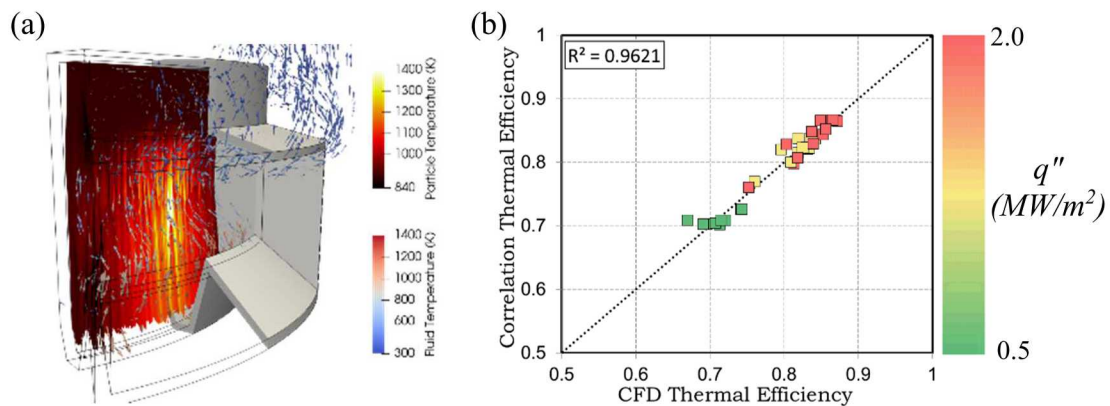 (a)
1400
1300
1200
1100
1000
840
Particle Temperature (K)
1400
1200
1000
800
600
300
Fluid Temperature (K)
(b)
R² = 0.9621
Correlation Thermal Efficiency
1
0.9
0.8
0.7
0.6
0.5
0.5
0.6
0.7
0.8
0.9
1
CFD Thermal Efficiency
2.0
q"
(MW/m²)
0.5